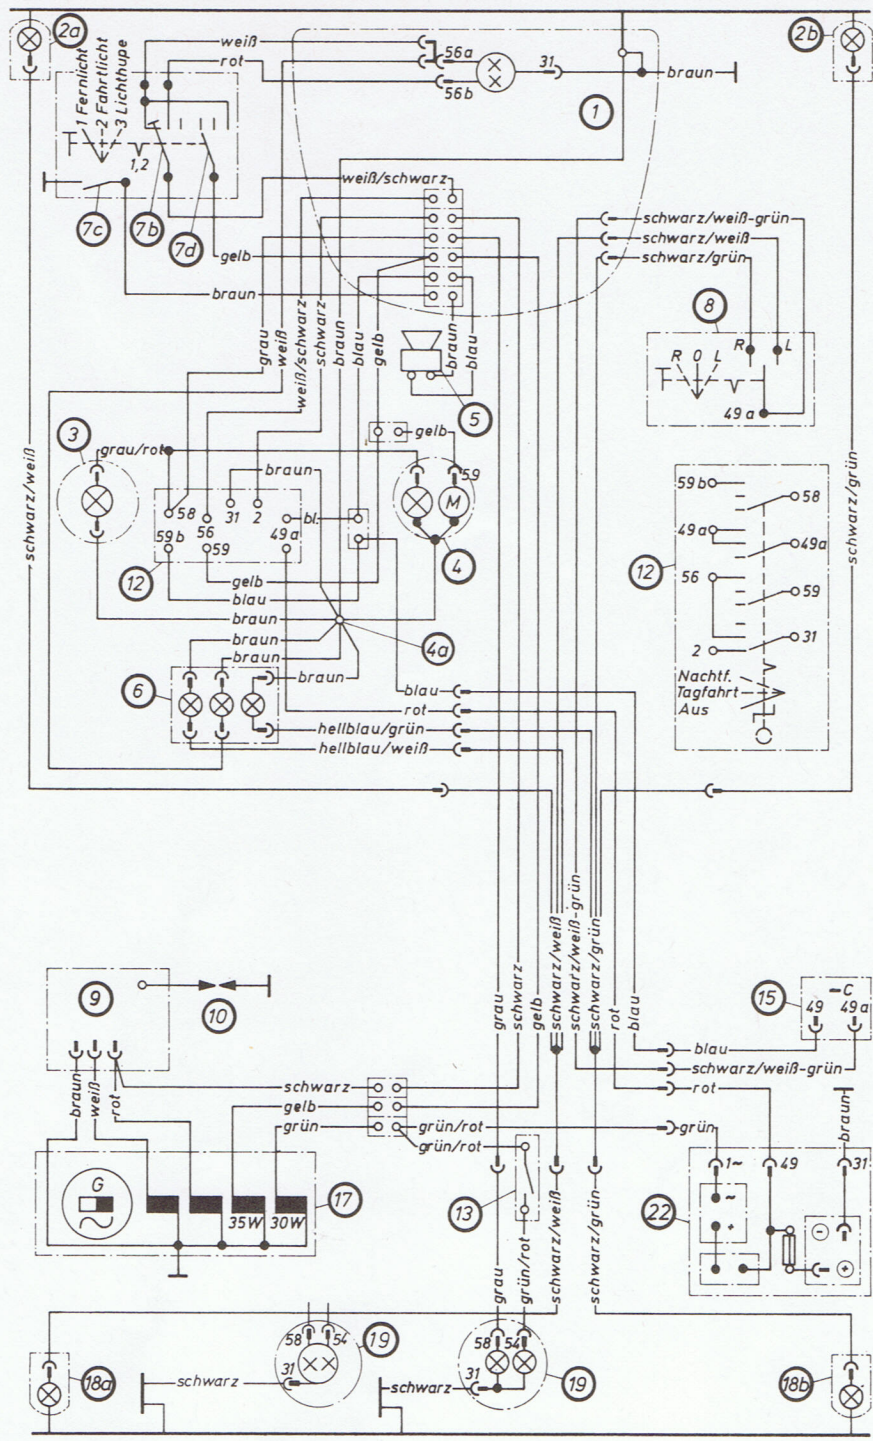 2a
2b
weiß
56a
rot
31
56b
braun
1
1 Fernlicht
2 Fahrtlicht
3 Lichthupe
1,2
7c
7b
7d
weiß/schwarz
gelb
braun
schwarz/weiß-grün
schwarz/weiß
schwarz/grün
8
R
L
R O L
49a
grau
weiß
weiß/schwarz
schwarz
braun
blau
gelb
braun
blau
5
3
grau/rot
gelb
59
braun
M
4
58
56
31
2
49a
bl.
59b
59
12
gelb
blau
braun
4a
braun
braun
braun
6
schwarz/weiß
schwarz/grün
59b
58
49a
49a
12
56
59
31
2
Nachtf.
Tagfahrt
Aus
blau
rot
hellblau/grün
hellblau/weiß
9
10
15
C
49
49a
grau
schwarz
gelb
schwarz/weiß
schwarz/weiß-grün
schwarz/grün
rot
blau
blau
schwarz/weiß-grün
rot
braun
braun
weiß
rot
schwarz
gelb
grün
grün/rot
grün/rot
grün
1~
49
31
G
35W
30W
17
13
22
~
+
-
+
grau
grün/rot
schwarz/weiß
schwarz/grün
58
54
19
31
schwarz
58
54
31
schwarz
19
18a
18b